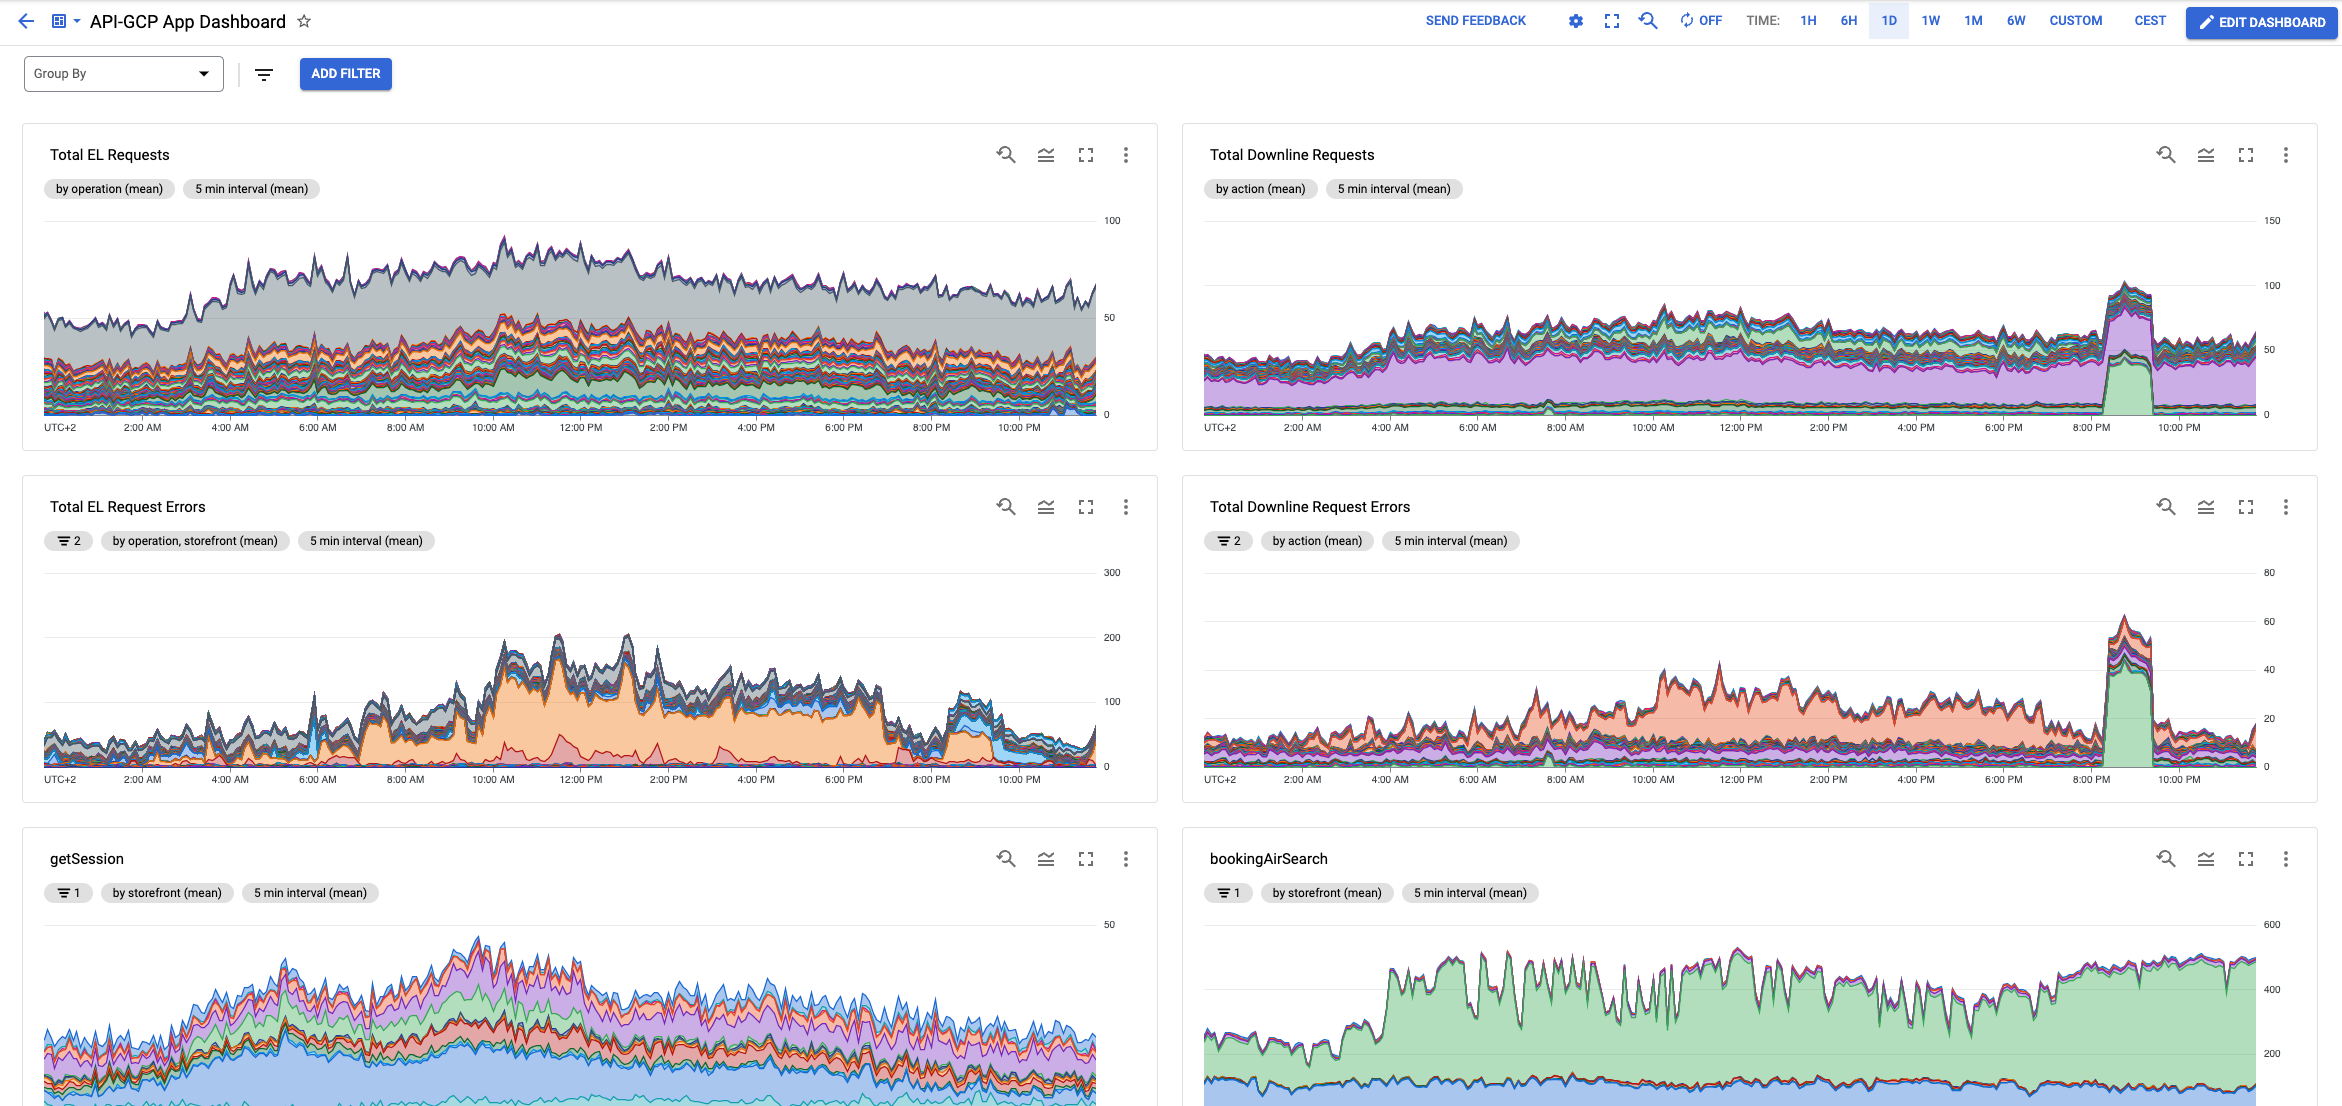 API-GCP App Dashboard
SEND FEEDBACK OFF TIME: 1H 6H 1D 1W 1M 6W CUSTOM CEST EDIT DASHBOARD
Group By ADD FILTER
Total EL Requests
by operation (mean) 5 min interval (mean)
100
50
0
UTC+2 2:00 AM 4:00 AM 6:00 AM 8:00 AM 10:00 AM 12:00 PM 2:00 PM 4:00 PM 6:00 PM 8:00 PM 10:00 PM
Total Downline Requests
by action (mean) 5 min interval (mean)
150
100
50
0
UTC+2 2:00 AM 4:00 AM 6:00 AM 8:00 AM 10:00 AM 12:00 PM 2:00 PM 4:00 PM 6:00 PM 8:00 PM 10:00 PM
Total EL Request Errors
2 by operation, storefront (mean) 5 min interval (mean)
300
200
100
0
UTC+2 2:00 AM 4:00 AM 6:00 AM 8:00 AM 10:00 AM 12:00 PM 2:00 PM 4:00 PM 6:00 PM 8:00 PM 10:00 PM
Total Downline Request Errors
2 by action (mean) 5 min interval (mean)
80
60
40
20
0
UTC+2 2:00 AM 4:00 AM 6:00 AM 8:00 AM 10:00 AM 12:00 PM 2:00 PM 4:00 PM 6:00 PM 8:00 PM 10:00 PM
getSession
1 by storefront (mean) 5 min interval (mean)
50
bookingAirSearch
1 by storefront (mean) 5 min interval (mean)
600
400
200